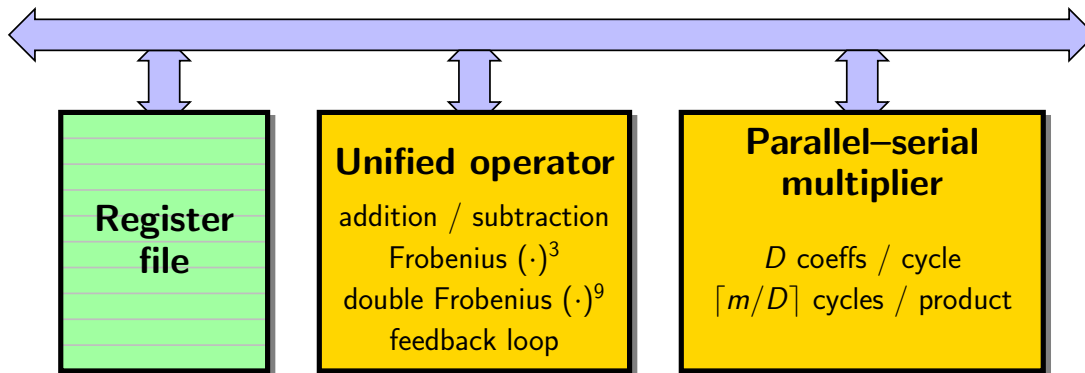 Register
file
Unified operator
addition / subtraction
Frobenius (·)³
double Frobenius (·)⁹
feedback loop
Parallel–serial
multiplier
D coeffs / cycle
⌈m/D⌉ cycles / product